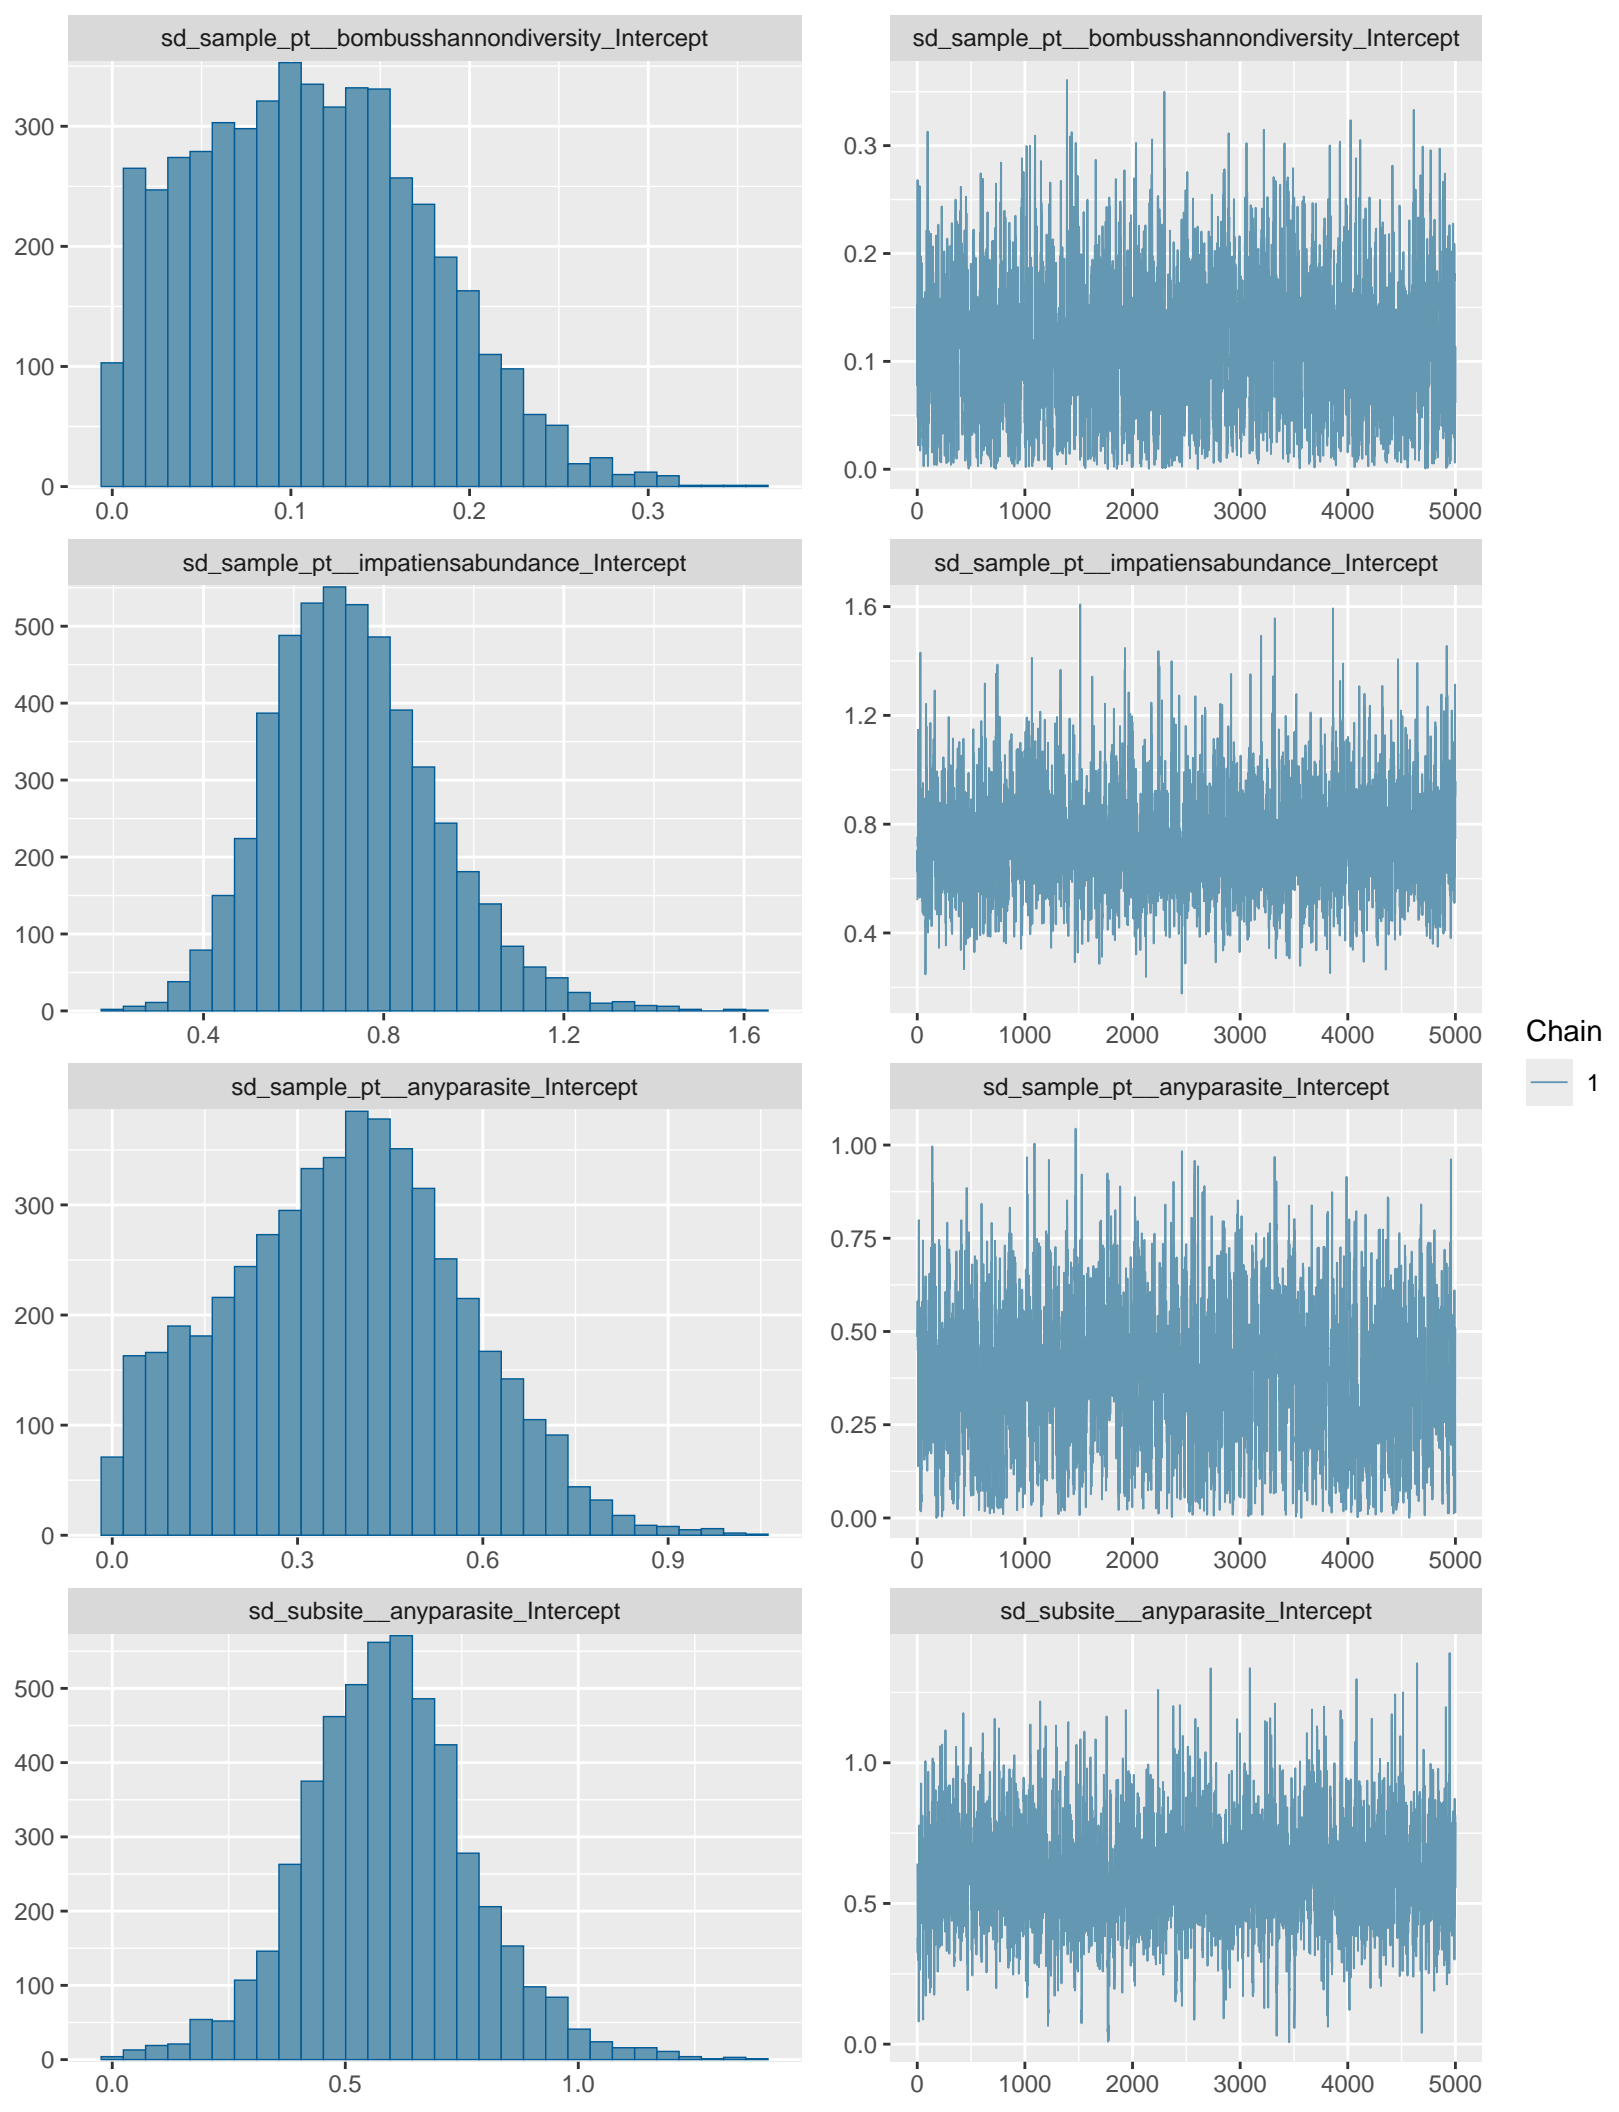 sd_sample_pt__bombusshannondiversity_Intercept
300
200
100
0
0.0 0.1 0.2 0.3
sd_sample_pt__bombusshannondiversity_Intercept
0.3
0.2
0.1
0.0
0 1000 2000 3000 4000 5000
sd_sample_pt__impatiensabundance_Intercept
500
400
300
200
100
0
0.4 0.8 1.2 1.6
sd_sample_pt__impatiensabundance_Intercept
1.6
1.2
0.8
0.4
0 1000 2000 3000 4000 5000
sd_sample_pt__anyparasite_Intercept
300
200
100
0
0.0 0.3 0.6 0.9
sd_sample_pt__anyparasite_Intercept
1.00
0.75
0.50
0.25
0.00
0 1000 2000 3000 4000 5000
sd_subsite__anyparasite_Intercept
500
400
300
200
100
0
0.0 0.5 1.0
sd_subsite__anyparasite_Intercept
1.0
0.5
0.0
0 1000 2000 3000 4000 5000
Chain
1